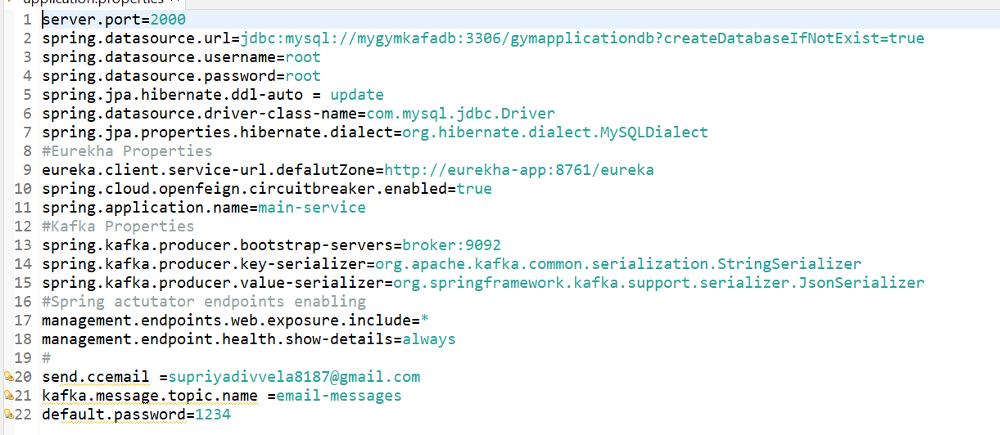 application.properties
1 server.port=2000
2 spring.datasource.url=jdbc:mysql://mygymkafadb:3306/gymapplicationdb?createDatabaseIfNotExist=true
3 spring.datasource.username=root
4 spring.datasource.password=root
5 spring.jpa.hibernate.ddl-auto = update
6 spring.datasource.driver-class-name=com.mysql.jdbc.Driver
7 spring.jpa.properties.hibernate.dialect=org.hibernate.dialect.MySQLDialect
8 #Eurekha Properties
9 eureka.client.service-url.defalutZone=http://eurekha-app:8761/eureka
10 spring.cloud.openfeign.circuitbreaker.enabled=true
11 spring.application.name=main-service
12 #Kafka Properties
13 spring.kafka.producer.bootstrap-servers=broker:9092
14 spring.kafka.producer.key-serializer=org.apache.kafka.common.serialization.StringSerializer
15 spring.kafka.producer.value-serializer=org.springframework.kafka.support.serializer.JsonSerializer
16 #Spring actutator endpoints enabling
17 management.endpoints.web.exposure.include=*
18 management.endpoint.health.show-details=always
19 #
20 send.ccemail =supriyadivvela8187@gmail.com
21 kafka.message.topic.name =email-messages
22 default.password=1234